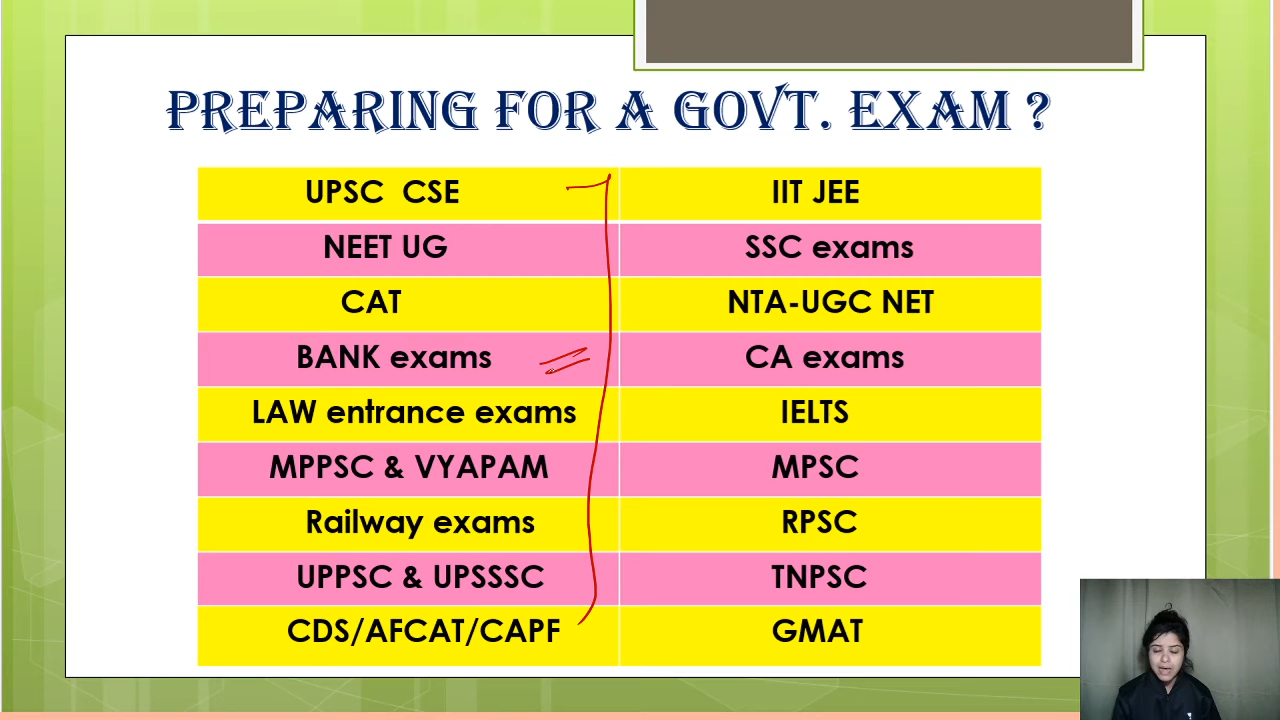 PREPARING FOR A GOVT. EXAM ?
UPSC CSE IIT JEE
NEET UG SSC exams
CAT NTA-UGC NET
BANK exams CA exams
LAW entrance exams IELTS
MPPSC & VYAPAM MPSC
Railway exams RPSC
UPPSC & UPSSSC TNPSC
CDS/AFCAT/CAPF GMAT